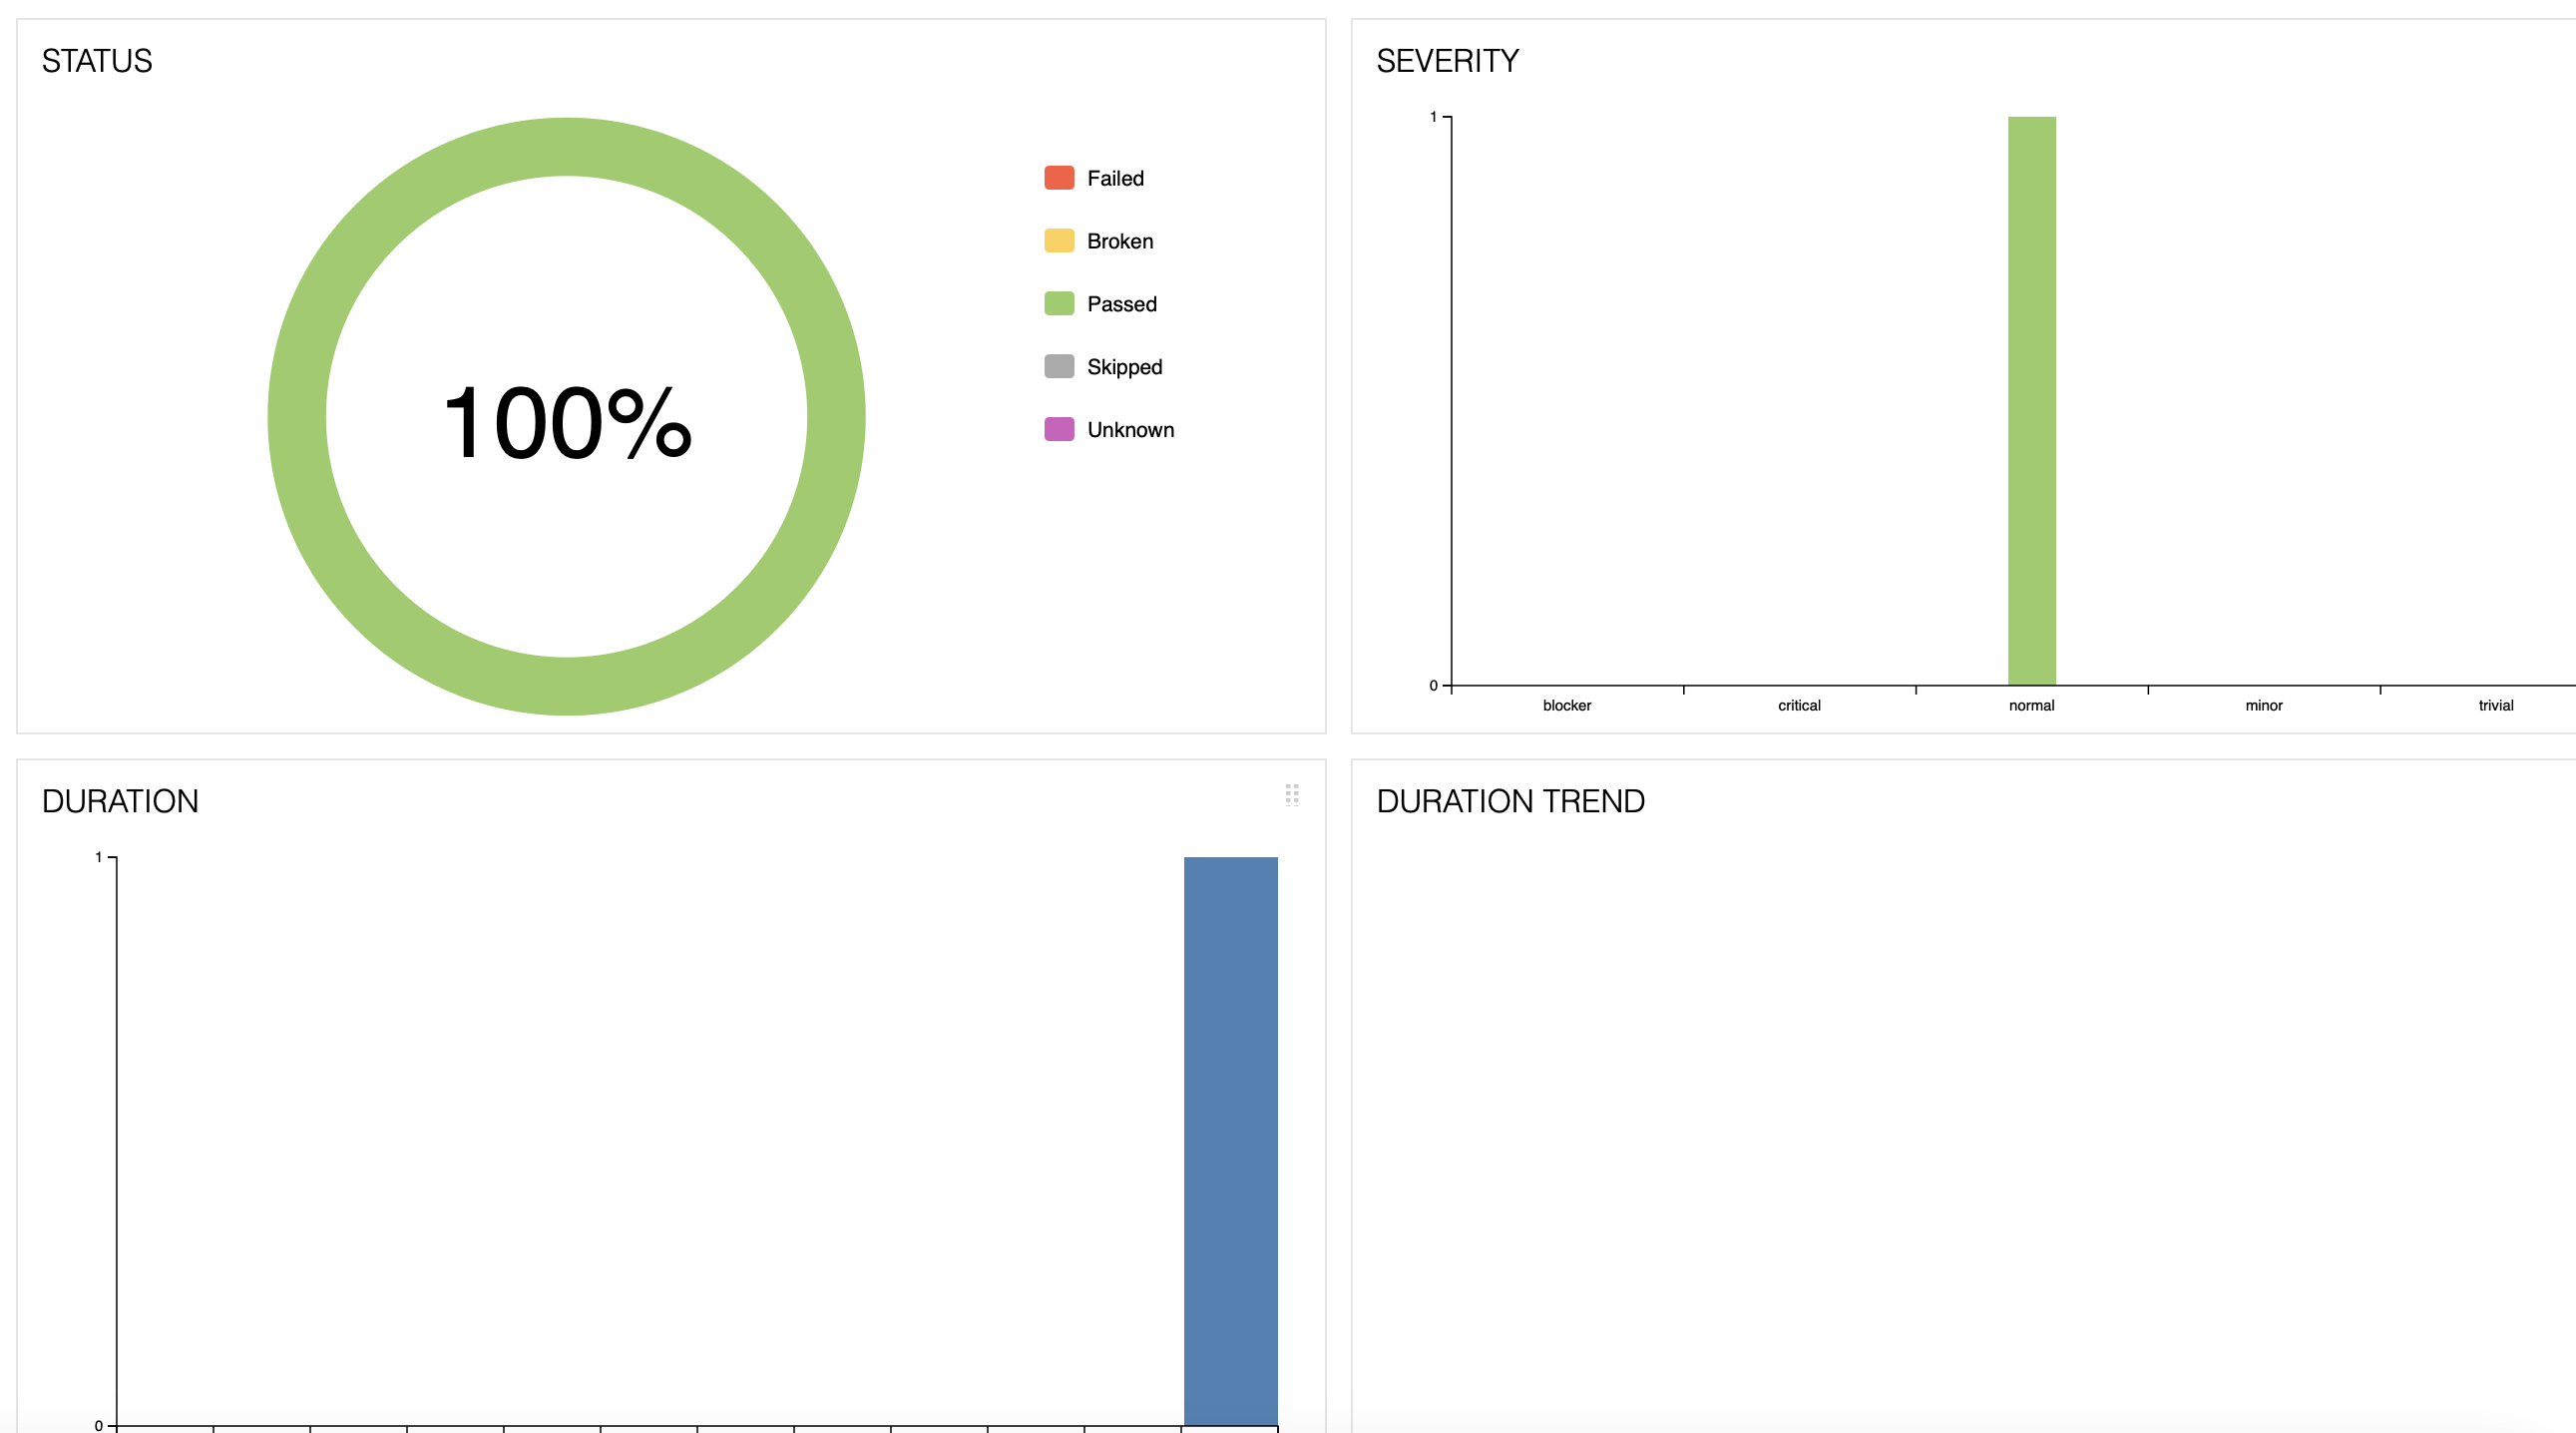 STATUS
100%
Failed
Broken
Passed
Skipped
Unknown
SEVERITY
1
0
blocker
critical
normal
minor
trivial
DURATION
1
0
DURATION TREND